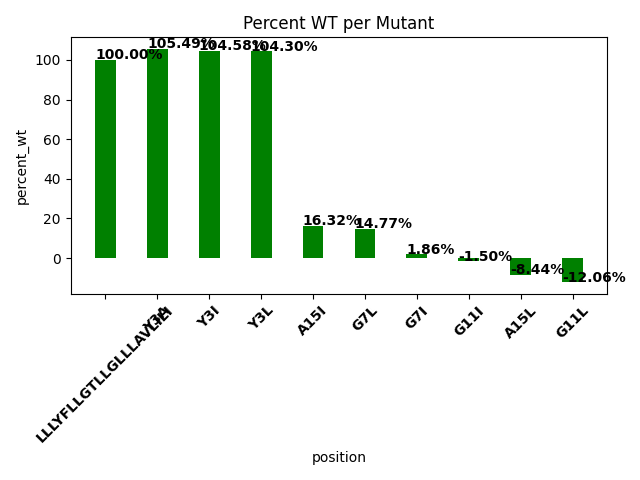 Percent WT per Mutant
percent_wt
100
80
60
40
20
0
100.00%
105.49%
104.58%
104.30%
16.32%
14.77%
1.86%
-1.50%
-8.44%
-12.06%
Y3A
Y3I
Y3L
A15I
G7L
G7I
G11I
A15L
G11L
position